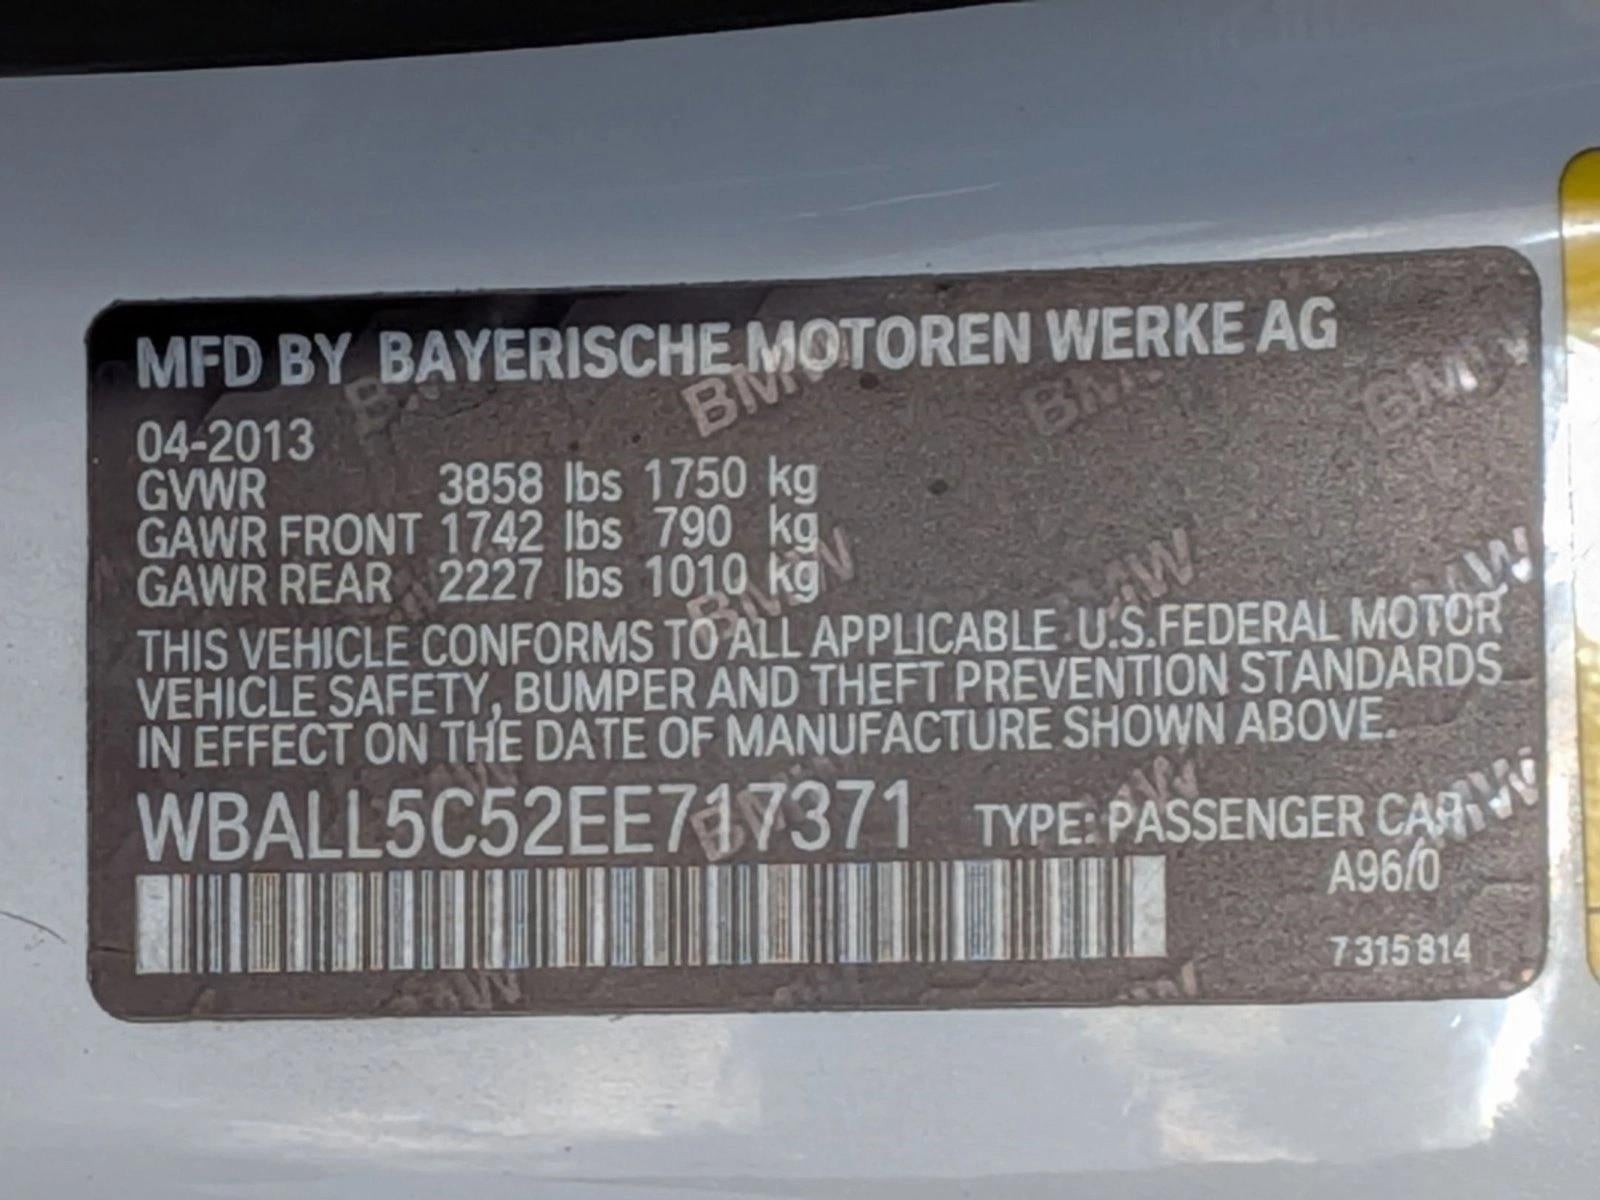 MFD BY BAYERISCHE MOTOREN WERKE AG
04-2013
GVWR 3858 lbs 1750 kg
GAWR FRONT 1742 lbs 790 kg
GAWR REAR 2227 lbs 1010 kg
THIS VEHICLE CONFORMS TO ALL APPLICABLE U.S.FEDERAL MOTOR
VEHICLE SAFETY, BUMPER AND THEFT PREVENTION STANDARDS
IN EFFECT ON THE DATE OF MANUFACTURE SHOWN ABOVE.
WBALL5C52EE717371 TYPE: PASSENGER CAR
A96/0
7 315 814